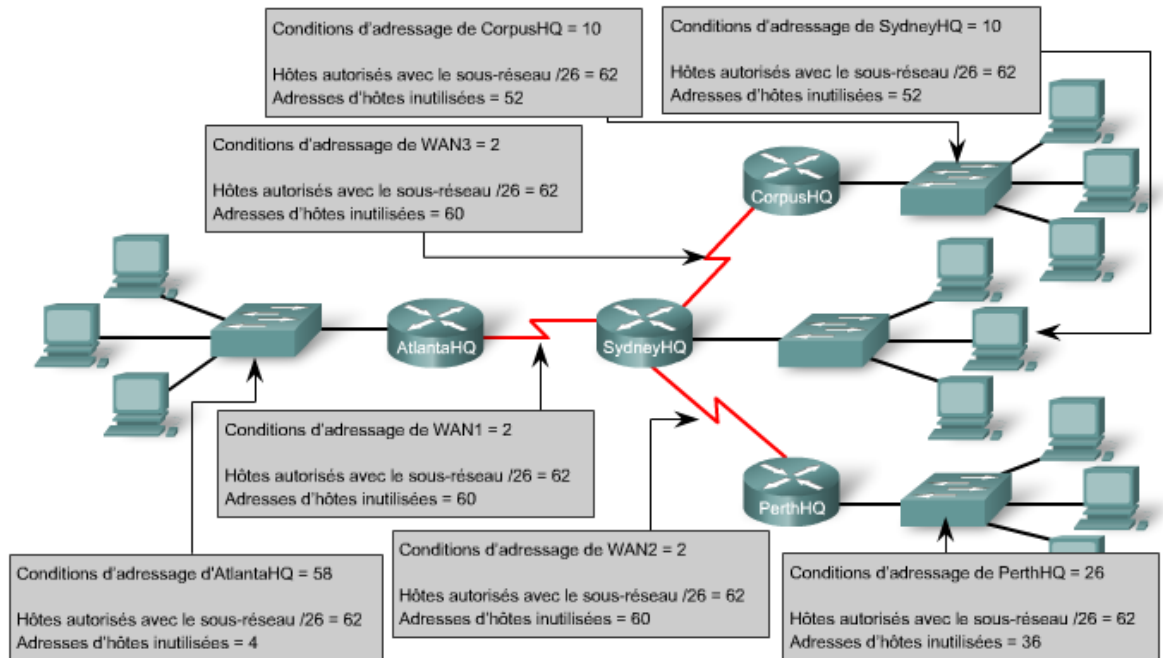 Conditions d'adressage de CorpusHQ = 10
Hôtes autorisés avec le sous-réseau /26 = 62
Adresses d'hôtes inutilisées = 52
Conditions d'adressage de SydneyHQ = 10
Hôtes autorisés avec le sous-réseau /26 = 62
Adresses d'hôtes inutilisées = 52
Conditions d'adressage de WAN3 = 2
Hôtes autorisés avec le sous-réseau /26 = 62
Adresses d'hôtes inutilisées = 60
CorpusHQ
AtlantaHQ
SydneyHQ
Conditions d'adressage de WAN1 = 2
Hôtes autorisés avec le sous-réseau /26 = 62
Adresses d'hôtes inutilisées = 60
PerthHQ
Conditions d'adressage d'AtlantaHQ = 58
Hôtes autorisés avec le sous-réseau /26 = 62
Adresses d'hôtes inutilisées = 4
Conditions d'adressage de WAN2 = 2
Hôtes autorisés avec le sous-réseau /26 = 62
Adresses d'hôtes inutilisées = 60
Conditions d'adressage de PerthHQ = 26
Hôtes autorisés avec le sous-réseau /26 = 62
Adresses d'hôtes inutilisées = 36